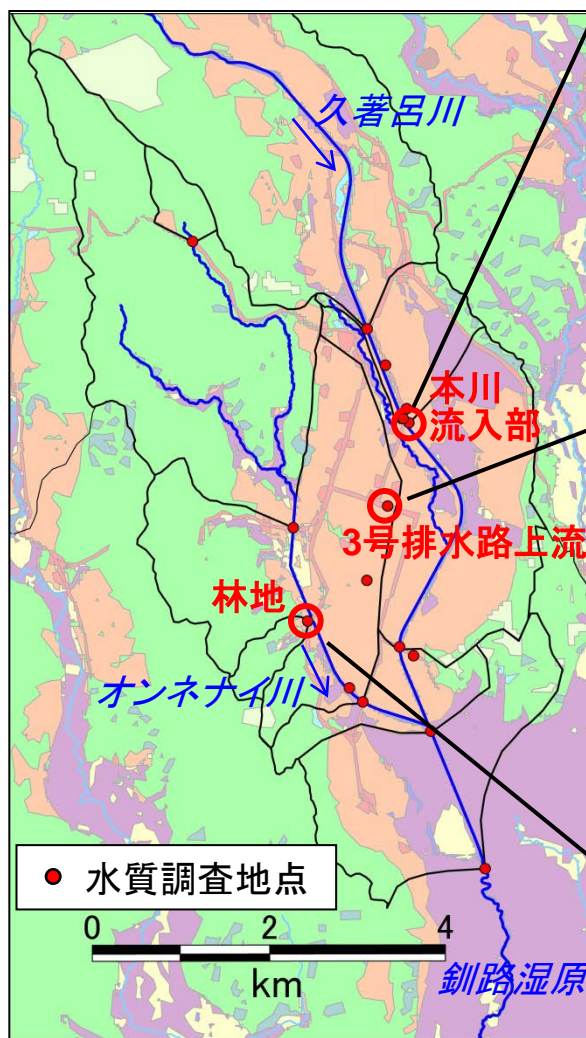 久著呂川
本川
流入部
3号排水路上流
林地
オンネナイ川
水質調査地点
0 2 4
km
釧路湿原